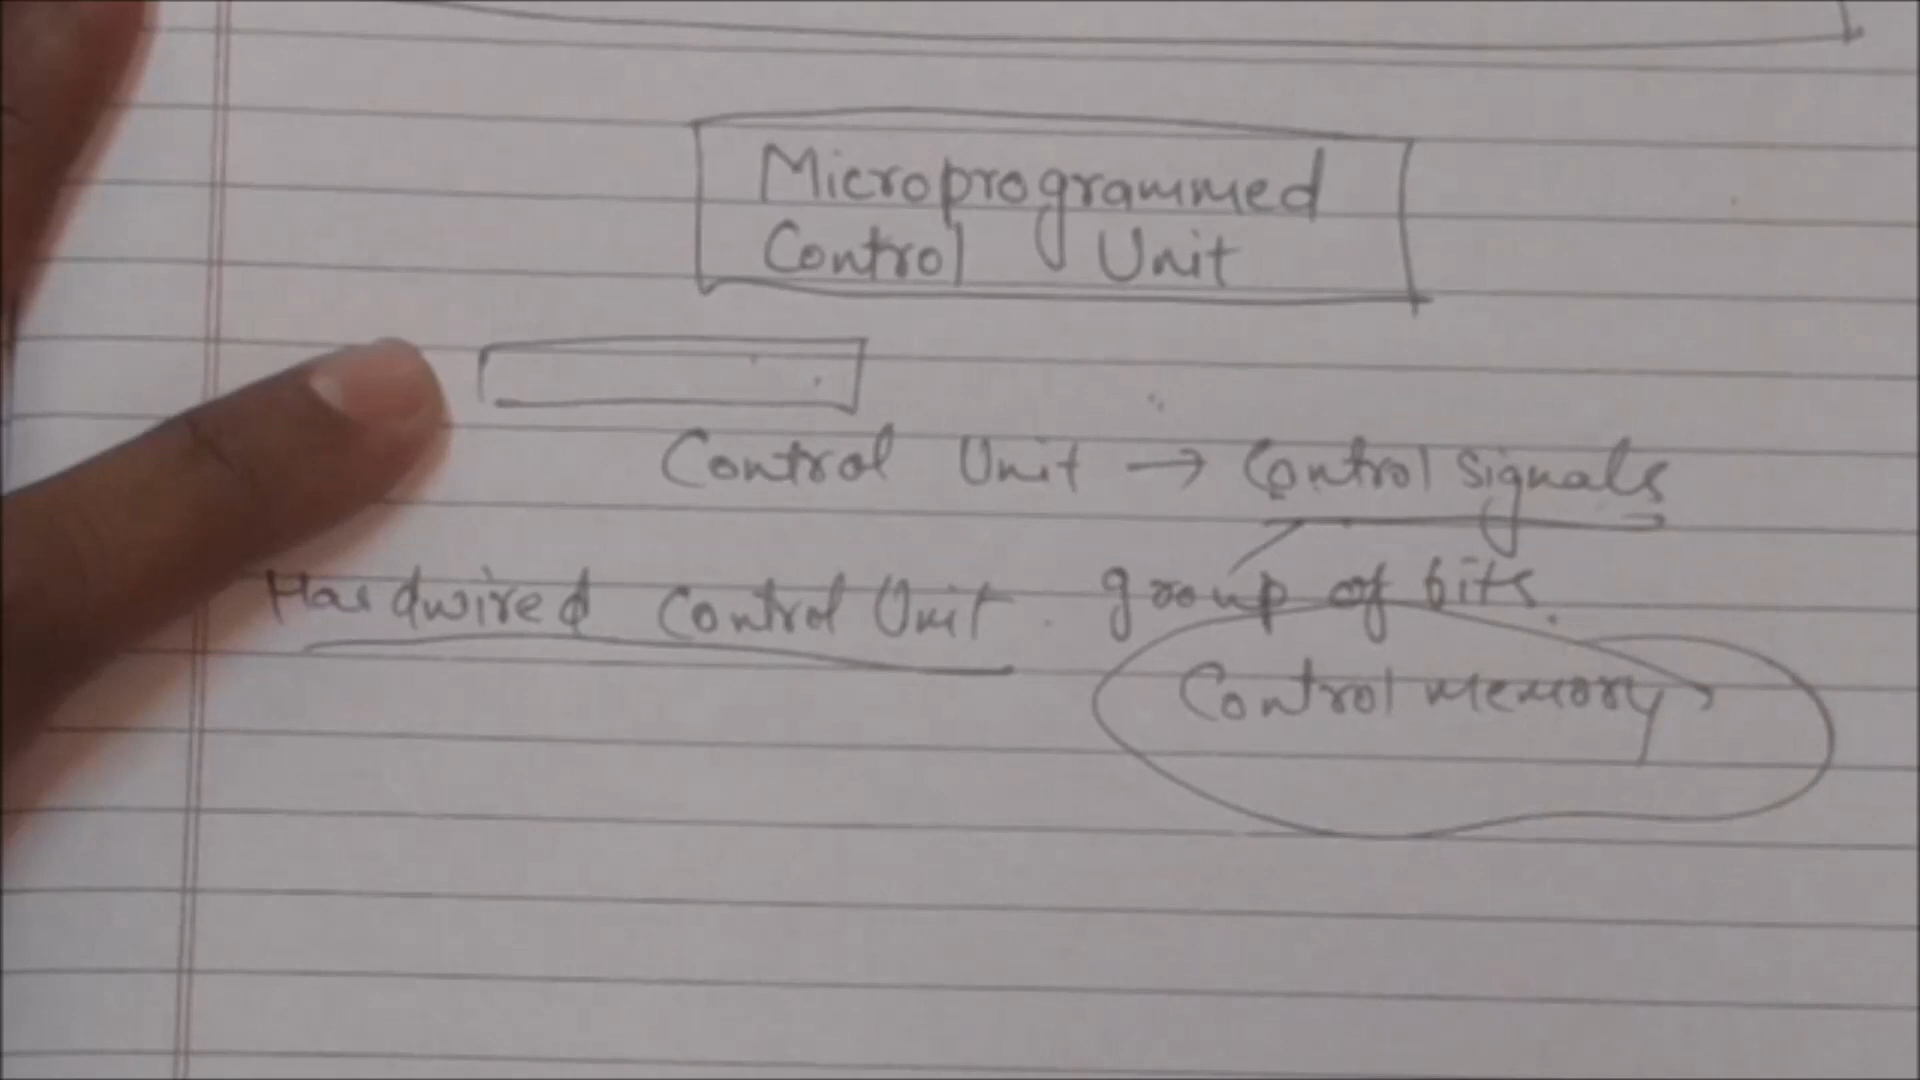 Microprogrammed
Control Unit
Control Unit → Control signals
Hardwired Control Unit. group of bits.
Control memory